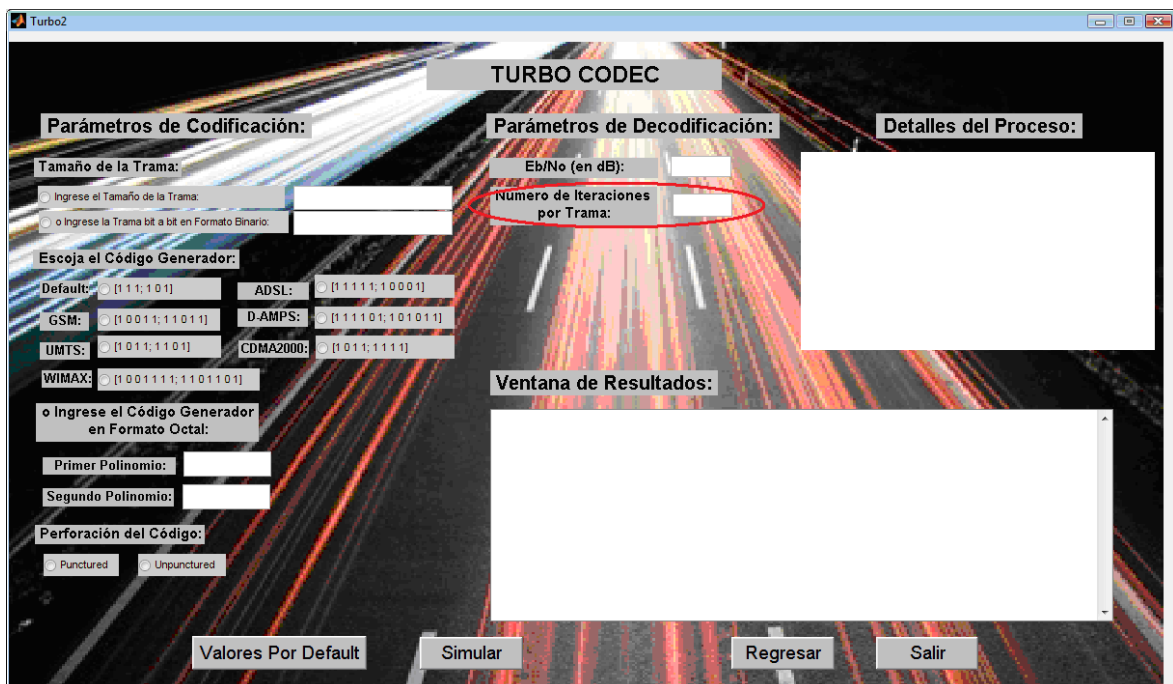 Turbo2
TURBO CODEC
Parámetros de Codificación:
Tamaño de la Trama:
Ingrese el Tamaño de la Trama:
o Ingrese la Trama bit a bit en Formato Binario:
Escoja el Código Generador:
Default: [1 1 1; 1 0 1]
ADSL: [1 1 1 1 1; 1 0 0 0 1]
GSM: [1 0 0 1 1; 1 1 0 1 1]
D-AMPS: [1 1 1 1 0 1; 1 0 1 0 1 1]
UMTS: [1 0 1 1; 1 1 0 1]
CDMA2000: [1 0 1 1; 1 1 1 1]
WIMAX: [1 0 0 1 1 1 1; 1 1 0 1 1 0 1]
o Ingrese el Código Generador
en Formato Octal:
Primer Polinomio:
Segundo Polinomio:
Perforación del Código:
Punctured
Unpunctured
Parámetros de Decodificación:
Eb/No (en dB):
Número de Iteraciones
por Trama:
Detalles del Proceso:
Ventana de Resultados:
Valores Por Default
Simular
Regresar
Salir